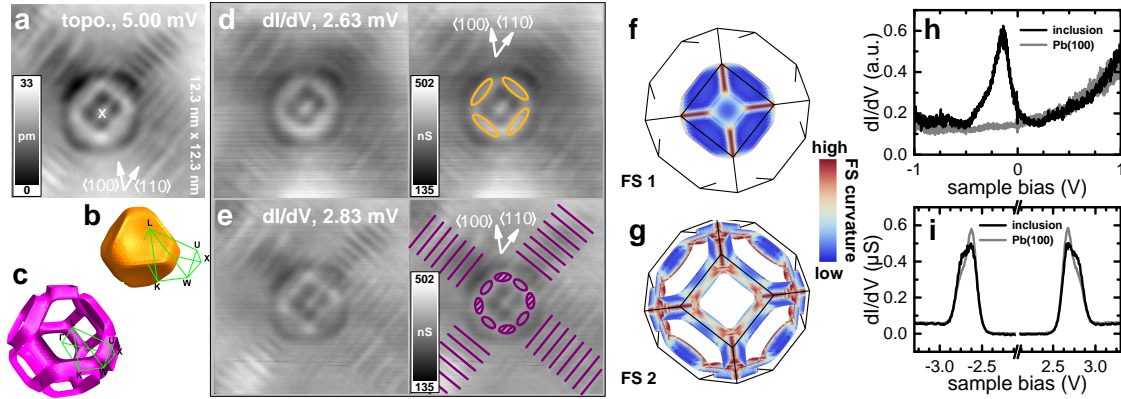 a topo., 5.00 mV
33
pm
0
X
12.3 nm x 12.3 nm
⟨100⟩ ⟨110⟩
b
L
U
X
W
K
c
Γ
L
U
X
K
W
d dI/dV, 2.63 mV
⟨100⟩ ⟨110⟩
502
nS
135
e dI/dV, 2.83 mV
⟨100⟩ ⟨110⟩
502
nS
135
f
FS 1
high
FS curvature
low
g
FS 2
h
inclusion
Pb(100)
dI/dV (a.u.)
0.6
0.4
0.2
0.0
-1 0 1
sample bias (V)
i
inclusion
Pb(100)
dI/dV (µS)
0.6
0.4
0.2
0.0
-3.0 -2.5 2.5 3.0
sample bias (V)